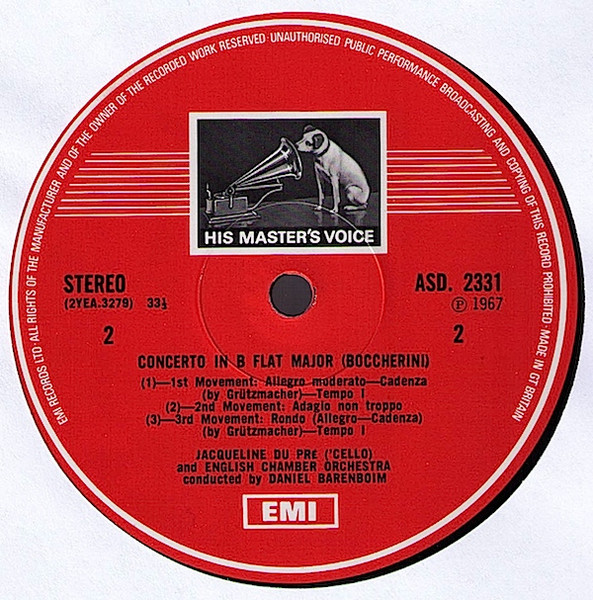 EMI RECORDS LTD · ALL RIGHTS OF THE MANUFACTURER AND OF THE OWNER OF THE RECORDED WORK RESERVED · UNAUTHORISED PUBLIC PERFORMANCE BROADCASTING AND COPYING OF THIS RECORD PROHIBITED · MADE IN GT BRITAIN
HIS MASTER'S VOICE
STEREO
(2YEA.3279) 33⅓
2
ASD. 2331
℗ 1967
2
CONCERTO IN B FLAT MAJOR (BOCCHERINI)
(1)—1st Movement: Allegro moderato—Cadenza
(by Grützmacher)—Tempo I
(2)—2nd Movement: Adagio non troppo
(3)—3rd Movement: Rondo (Allegro—Cadenza)
(by Grützmacher)—Tempo I
JACQUELINE DU PRÉ ('CELLO)
and ENGLISH CHAMBER ORCHESTRA
conducted by DANIEL BARENBOIM
EMI